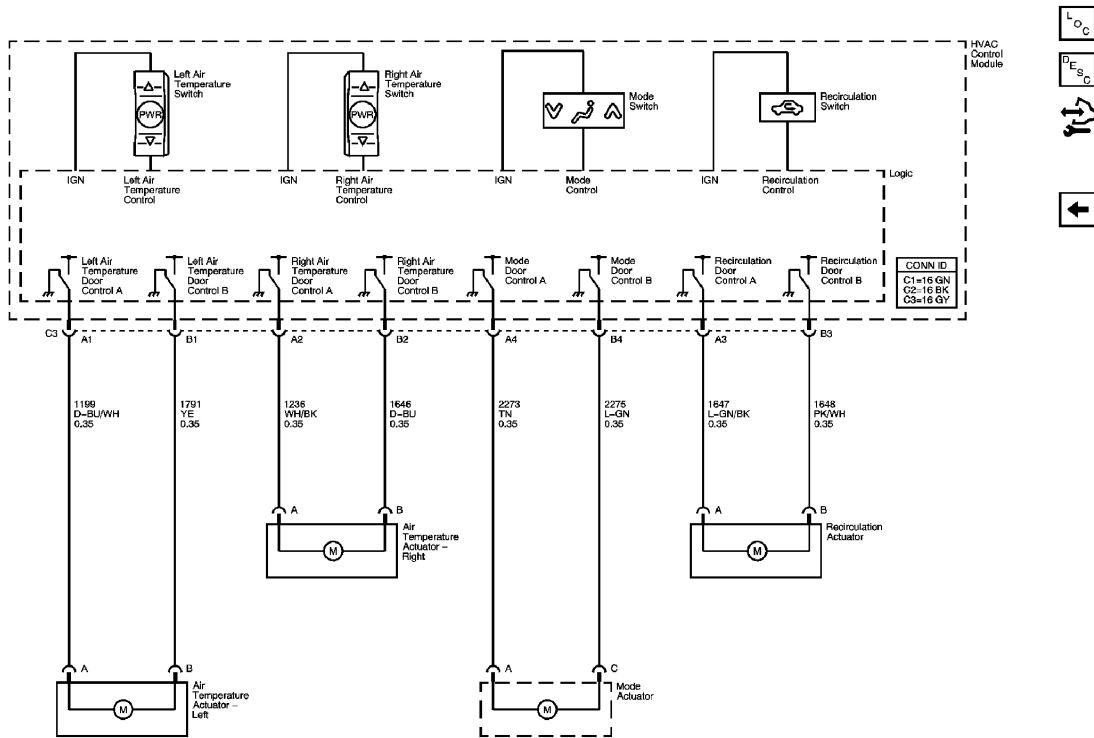 L
O
C
HVAC
Control
Module
D
E
S
C
Left Air
Temperature
Switch
PWR
Right Air
Temperature
Switch
PWR
Mode
Switch
Recirculation
Switch
IGN
Left Air
Temperature
Control
IGN
Right Air
Temperature
Control
IGN
Mode
Control
IGN
Recirculation
Control
Logic
Left Air
Temperature
Door
Control A
Left Air
Temperature
Door
Control B
Right Air
Temperature
Door
Control A
Right Air
Temperature
Door
Control B
Mode
Door
Control A
Mode
Door
Control B
Recirculation
Door
Control A
Recirculation
Door
Control B
CONN ID
C1=16 GN
C2=16 BK
C3=16 GY
C3
A1
B1
A2
B2
A4
B4
A3
B3
1199
D-BU/WH
0.35
1791
YE
0.35
1236
WH/BK
0.35
1646
D-BU
0.35
2273
TN
0.35
2275
L-GN
0.35
1647
L-GN/BK
0.35
1648
PK/WH
0.35
A
B
Air
Temperature
Actuator –
Right
M
A
B
Recirculation
Actuator
M
A
B
Air
Temperature
Actuator –
Left
M
A
C
Mode
Actuator
M